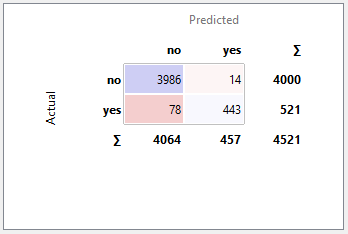 Predicted
no yes Σ
Actual
no 3986 14 4000
yes 78 443 521
Σ 4064 457 4521